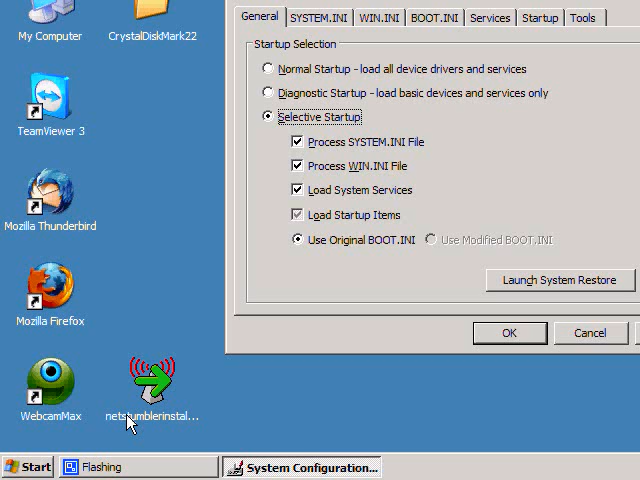 My Computer
CrystalDiskMark22
TeamViewer 3
Mozilla Thunderbird
Mozilla Firefox
WebcamMax
netstumblerinstal...
General
SYSTEM.INI
WIN.INI
BOOT.INI
Services
Startup
Tools
Startup Selection
Normal Startup - load all device drivers and services
Diagnostic Startup - load basic devices and services only
Selective Startup
Process SYSTEM.INI File
Process WIN.INI File
Load System Services
Load Startup Items
Use Original BOOT.INI
Use Modified BOOT.INI
Launch System Restore
OK
Cancel
Start
Flashing
System Configuration...